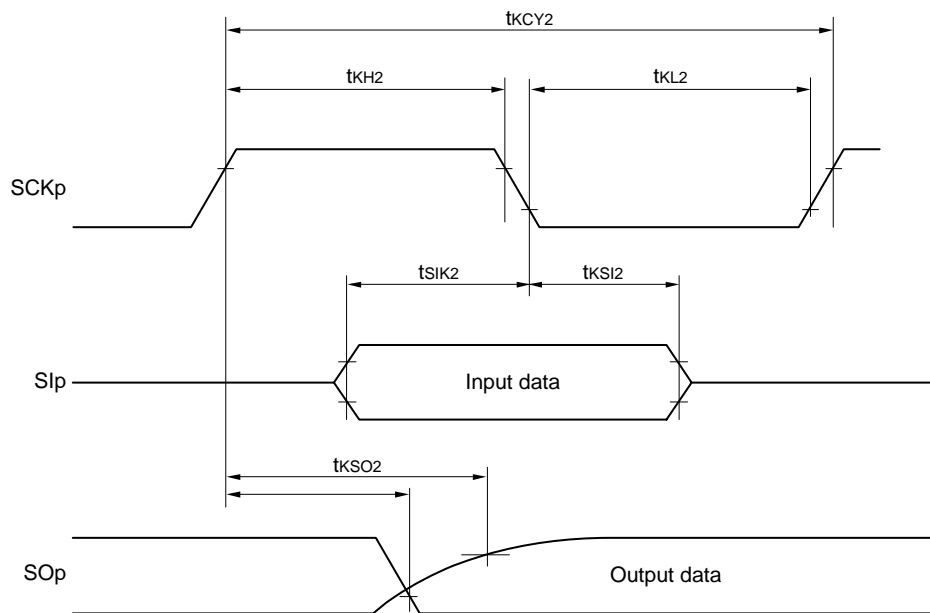 tKCY2
tKH2
tKL2
SCKp
tSIK2
tKSI2
SIp
Input data
tKSO2
SOp
Output data